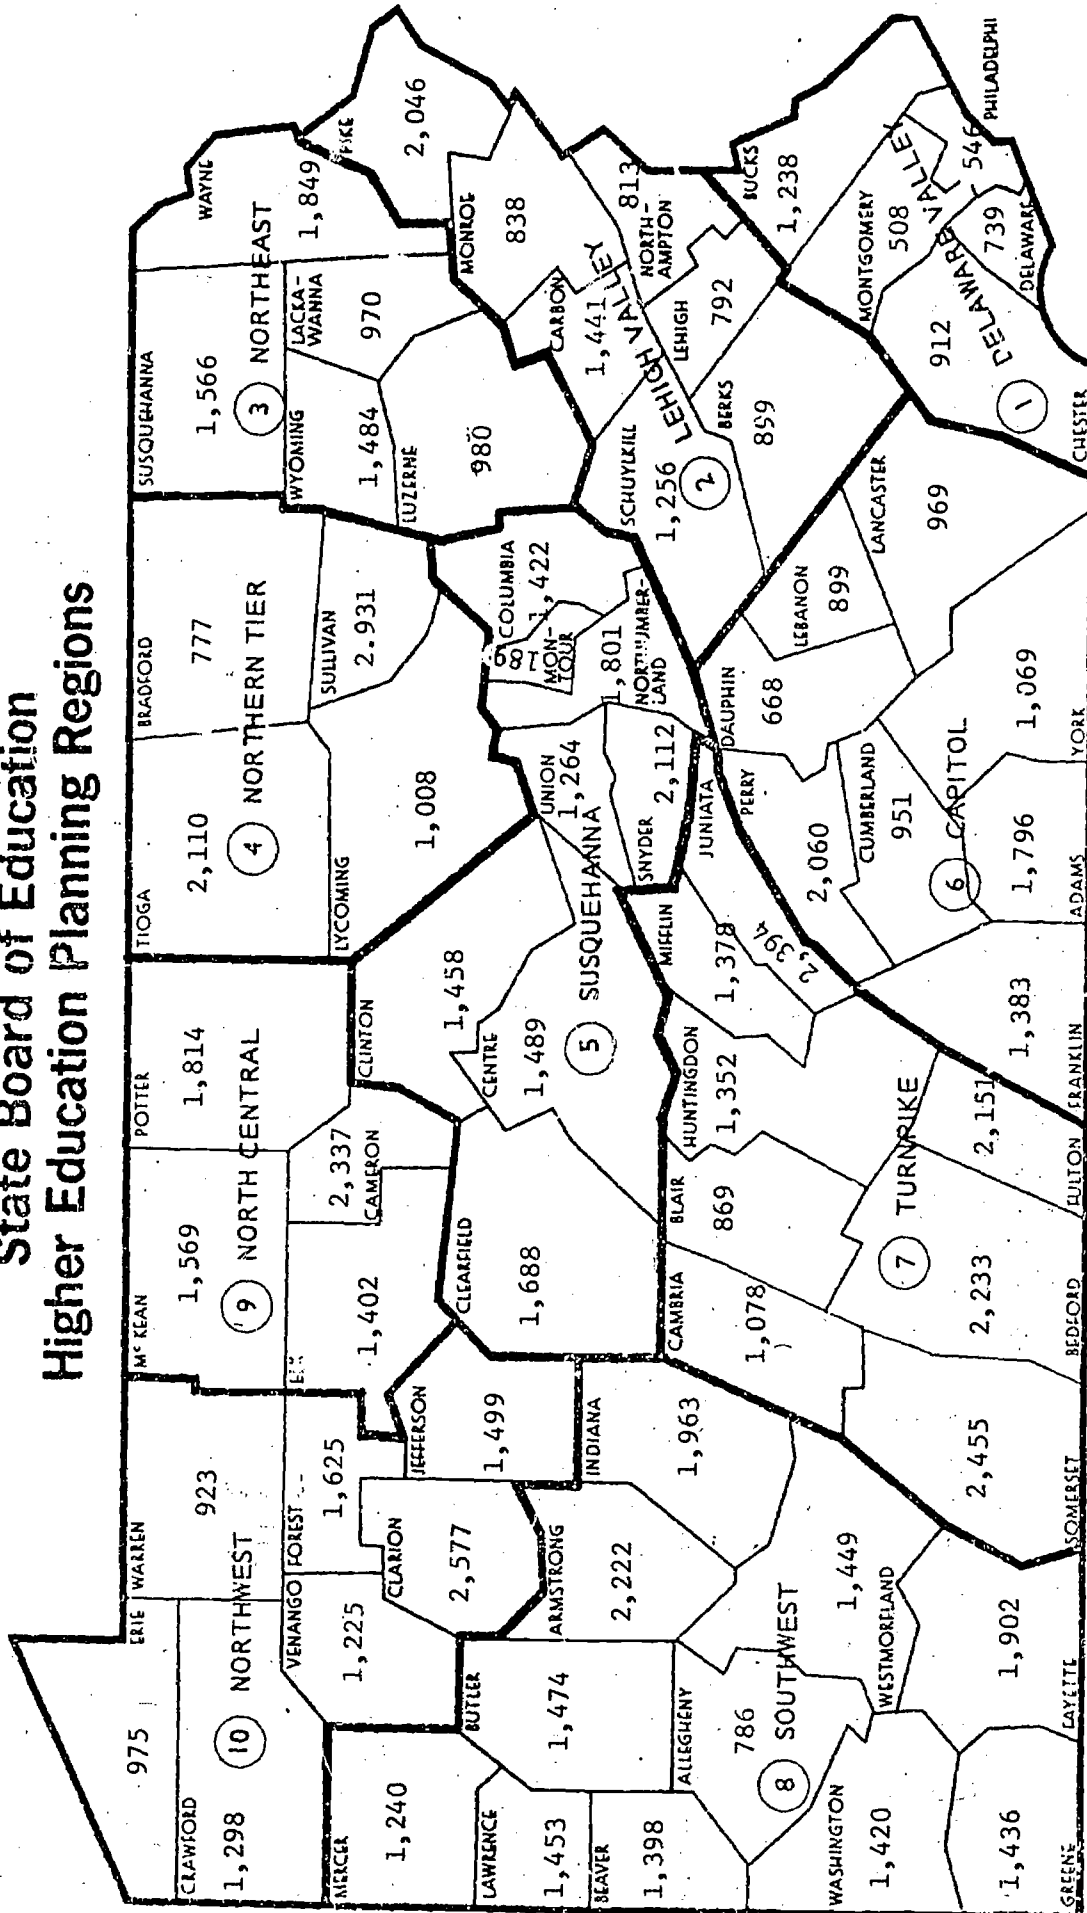 State Board of Education
Higher Education Planning Regions
ERIE
975
CRAWFORD
1,298
WARREN
923
10 NORTHWEST
VENANGO
1,225
FOREST
1,625
CLARION
2,577
JEFFERSON
1,499
MERCER
1,240
LAWRENCE
1,453
BEAVER
1,398
BUTLER
1,474
ARMSTRONG
2,222
INDIANA
1,963
ALLEGHENY
786
8 SOUTHWEST
WESTMORELAND
1,449
WASHINGTON
1,420
GREENE
1,436
FAYETTE
1,902
MᶜKEAN
1,569
POTTER
1,814
9 NORTH CENTRAL
1,402
CAMERON
2,337
CLEARFIELD
1,688
TIOGA
2,110
BRADFORD
777
4 NORTHERN TIER
SULLIVAN
2.931
LYCOMING
1,008
CLINTON
1,458
CENTRE
1,489
5 SUSQUEHANNA
UNION
1,264
SNYDER
2,112
NORTHUMBER-
LAND
1,801
MON-
TOUR
COLUMBIA
1,422
SUSQUEHANNA
1,566
WAYNE
1,849
3 NORTHEAST
WYOMING
1,484
LACKA-
WANNA
970
LUZERNE
980
PIKE
2,046
MONROE
838
CARBON
1,441
NORTH-
AMPTON
813
LEHIGH
792
2 LEHIGH VALLEY
SCHUYLKILL
1,256
BERKS
899
BUCKS
1,238
MONTGOMERY
508
PHILADELPHI
546
DELAWARE
739
1 DELAWARE VALLEY
CHESTER
912
LANCASTER
969
LEBANON
899
DAUPHIN
668
PERRY
2,060
CUMBERLAND
951
6 CAPITOL
YORK
1,069
ADAMS
1,796
FRANKLIN
1,383
JUNIATA
2,394
MIFFLIN
1,378
HUNTINGDON
1,352
BLAIR
869
CAMBRIA
1,078
7 TURNPIKE
FULTON
2,151
BEDFORD
2,233
SOMERSET
2,455